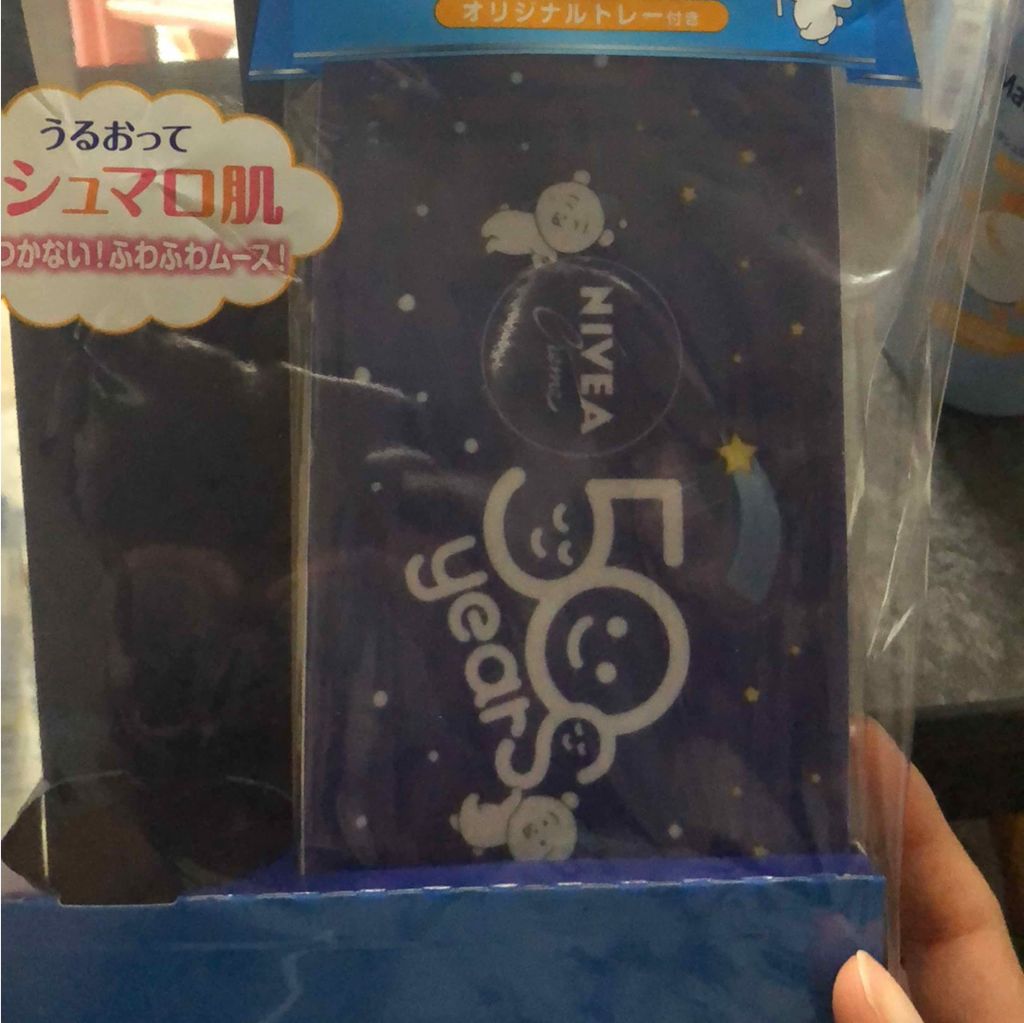 オリジナルトレー付き
うるおって
シュマロ肌
つかない!ふわふわムース!
NIVEA
Creme
50
years
Ma